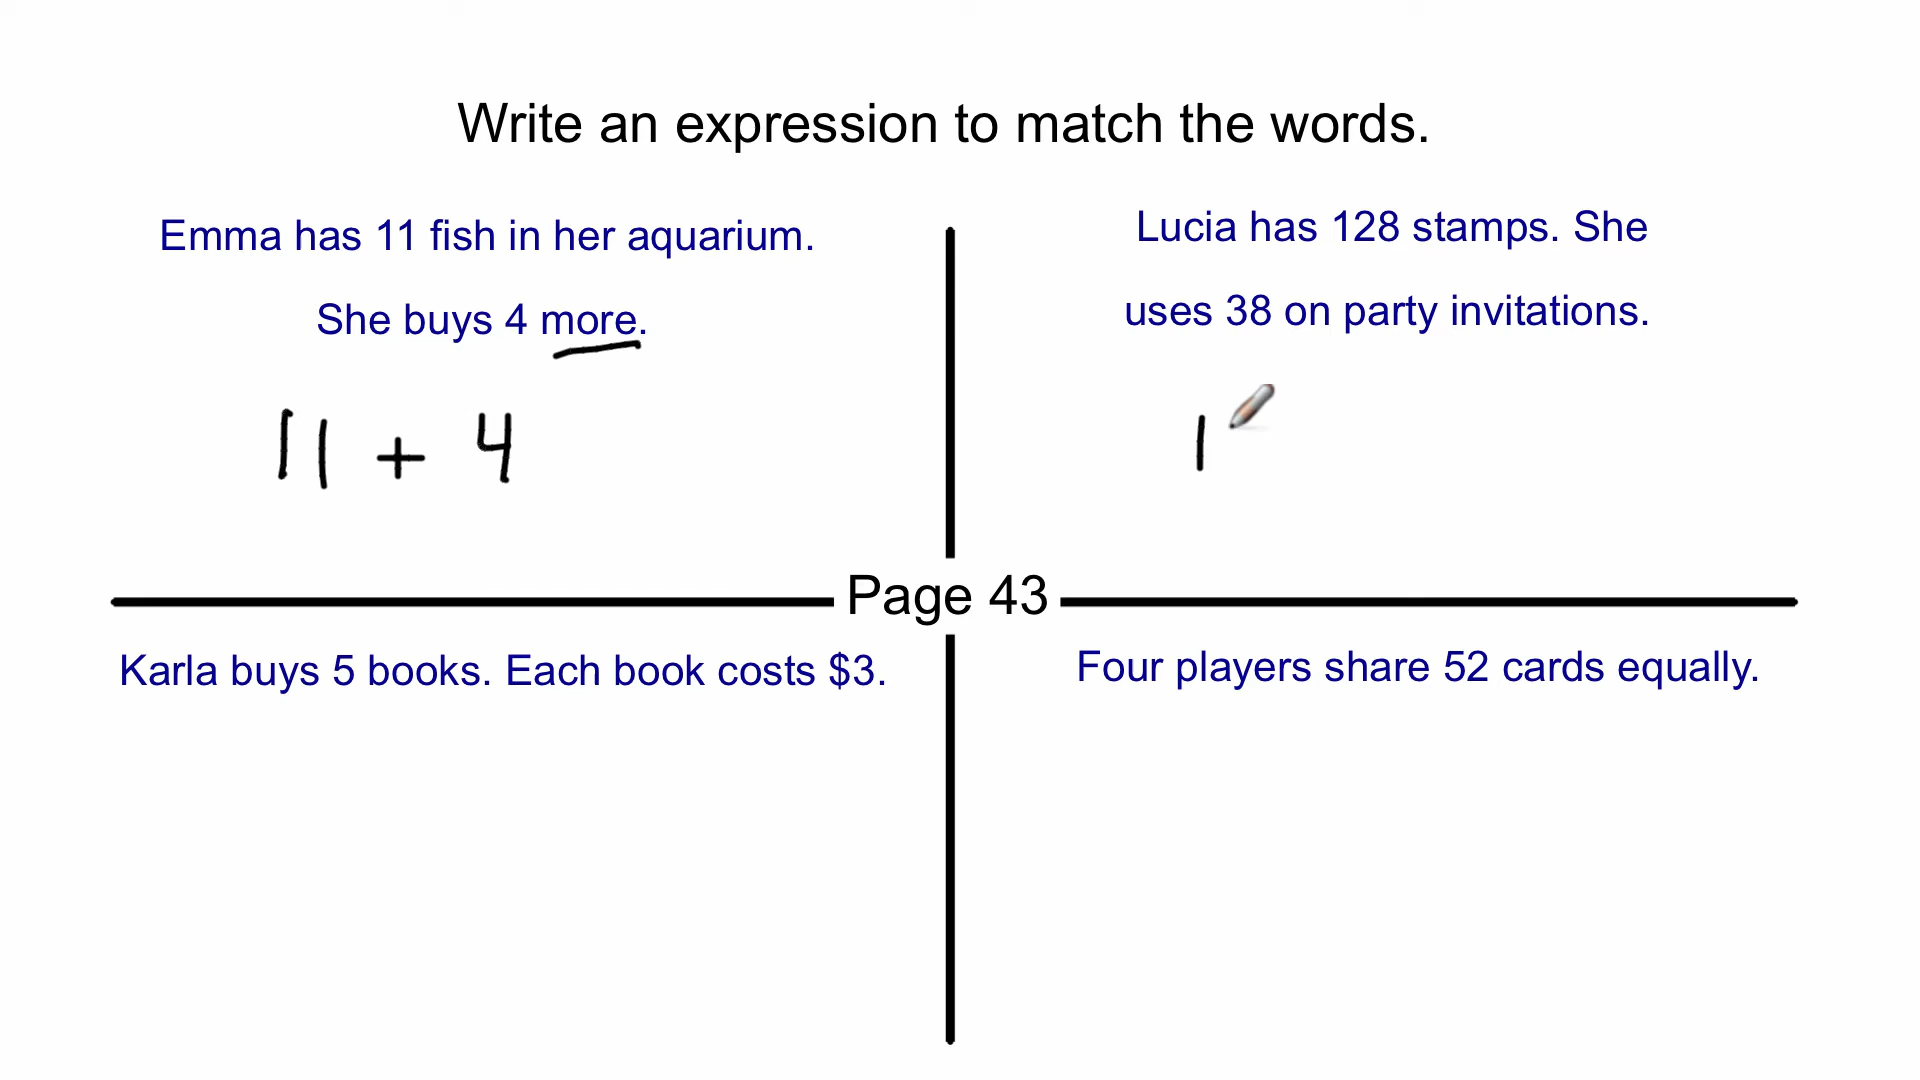 Write an expression to match the words.
Emma has 11 fish in her aquarium.
She buys 4 more.
11 + 4
Lucia has 128 stamps. She
uses 38 on party invitations.
1
Page 43
Karla buys 5 books. Each book costs $3.
Four players share 52 cards equally.